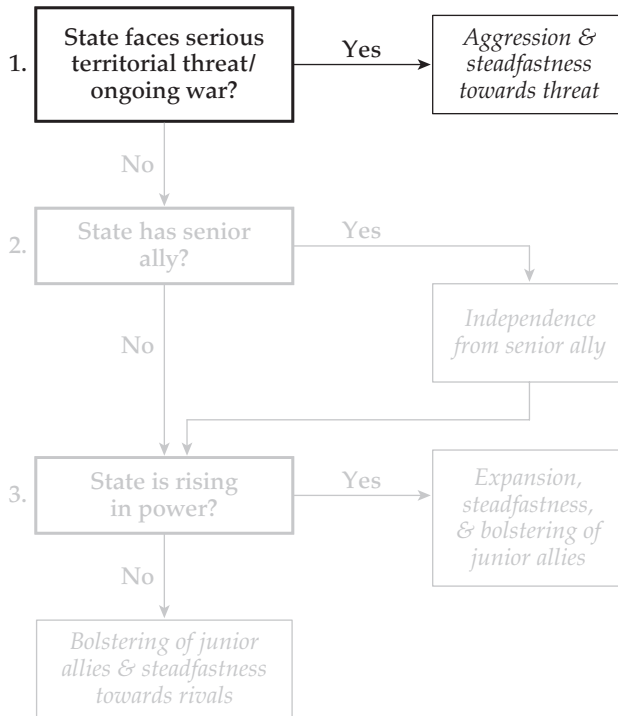 1.
State faces serious
territorial threat/
ongoing war?
Yes
Aggression &
steadfastness
towards threat
No
2.
State has senior
ally?
Yes
Independence
from senior ally
No
3.
State is rising
in power?
Yes
Expansion,
steadfastness,
& bolstering of
junior allies
No
Bolstering of junior
allies & steadfastness
towards rivals